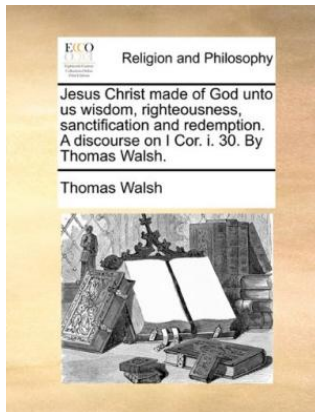 ECCO
Religion and Philosophy
Jesus Christ made of God unto
us wisdom, righteousness,
sanctification and redemption.
A discourse on I Cor. i. 30. By
Thomas Walsh.
Thomas Walsh